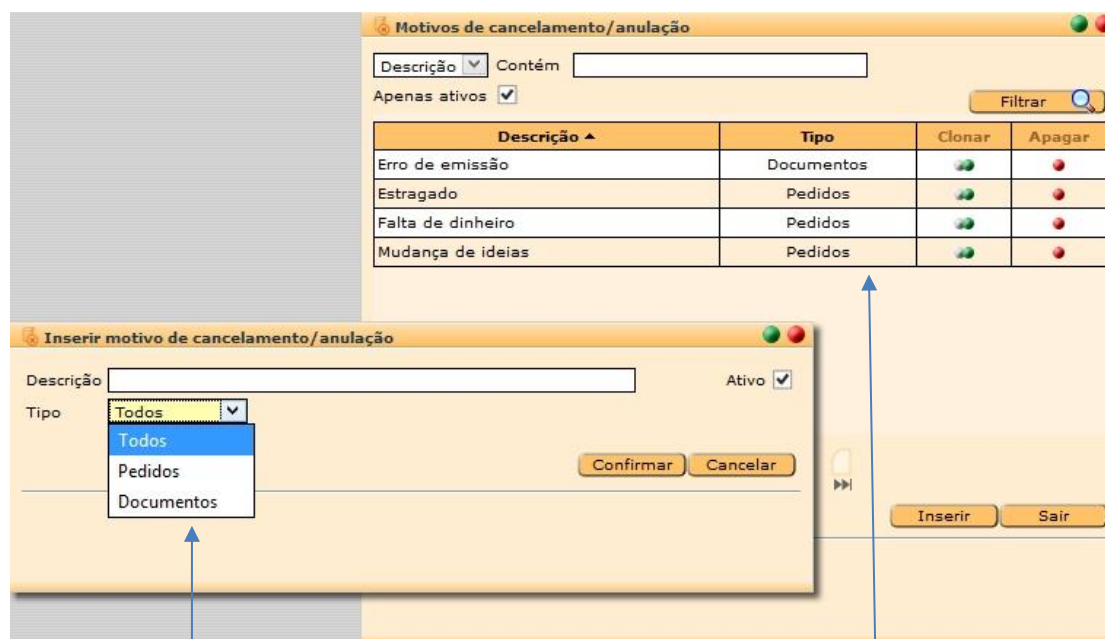 Motivos de cancelamento/anulação
Descrição Contém
Apenas ativos
Filtrar
Descrição Tipo Clonar Apagar
Erro de emissão Documentos
Estragado Pedidos
Falta de dinheiro Pedidos
Mudança de ideias Pedidos
Inserir motivo de cancelamento/anulação
Descrição Ativo
Tipo Todos
Todos
Pedidos
Documentos
Confirmar Cancelar
Inserir Sair